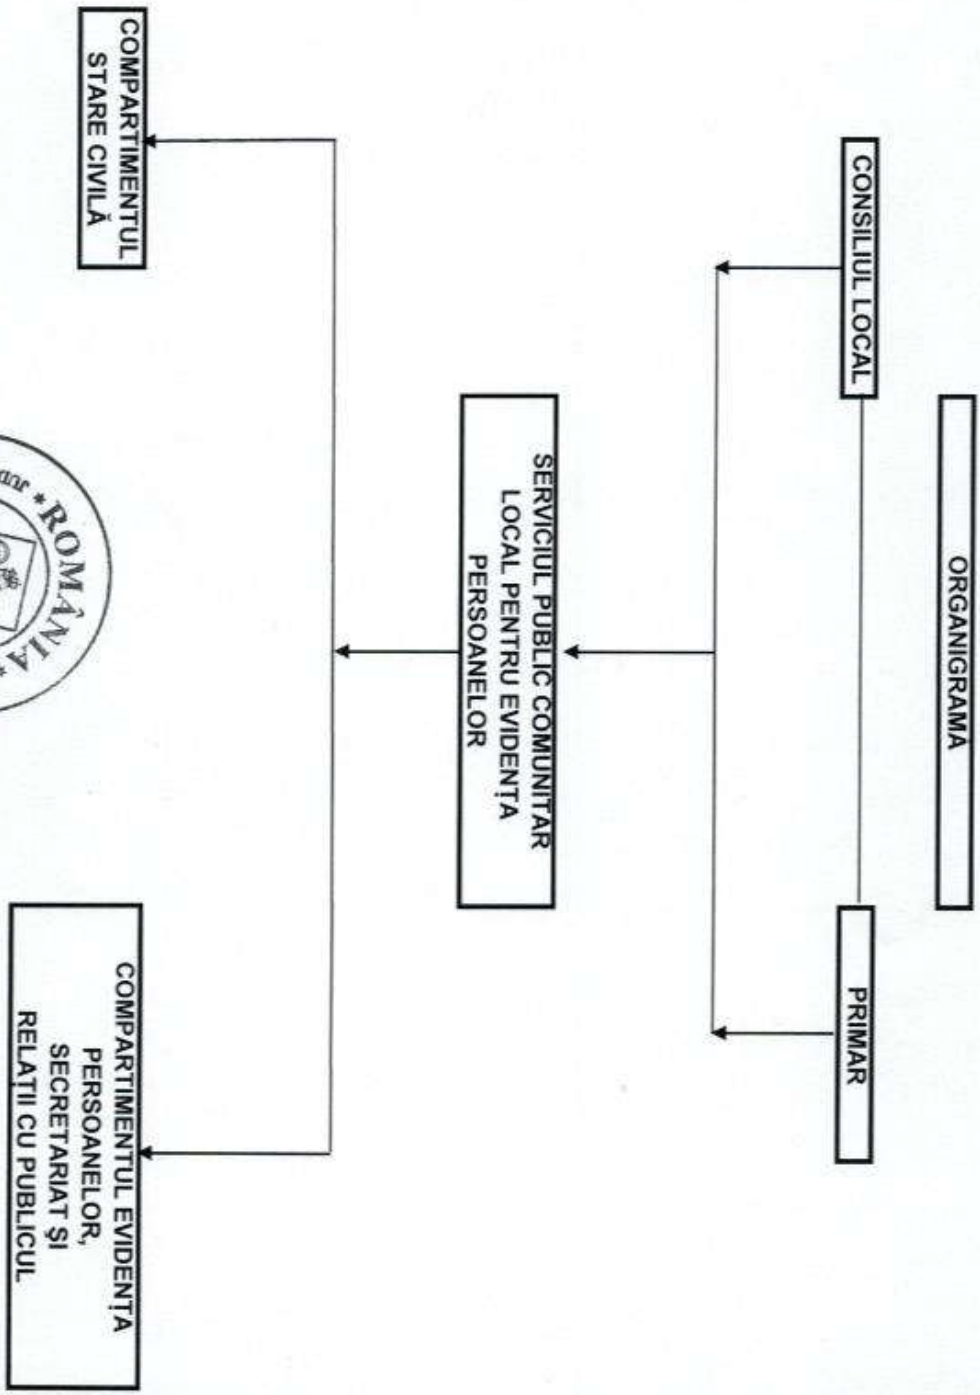 ORGANIGRAMA
CONSILIUL LOCAL
PRIMAR
SERVICIUL PUBLIC COMUNITAR
LOCAL PENTRU EVIDENȚA
PERSOANELOR
COMPARTIMENTUL
STARE CIVILĂ
COMPARTIMENTUL EVIDENȚA
PERSOANELOR,
SECRETARIAT ȘI
RELAȚII CU PUBLICUL
* ROMÂNIA *